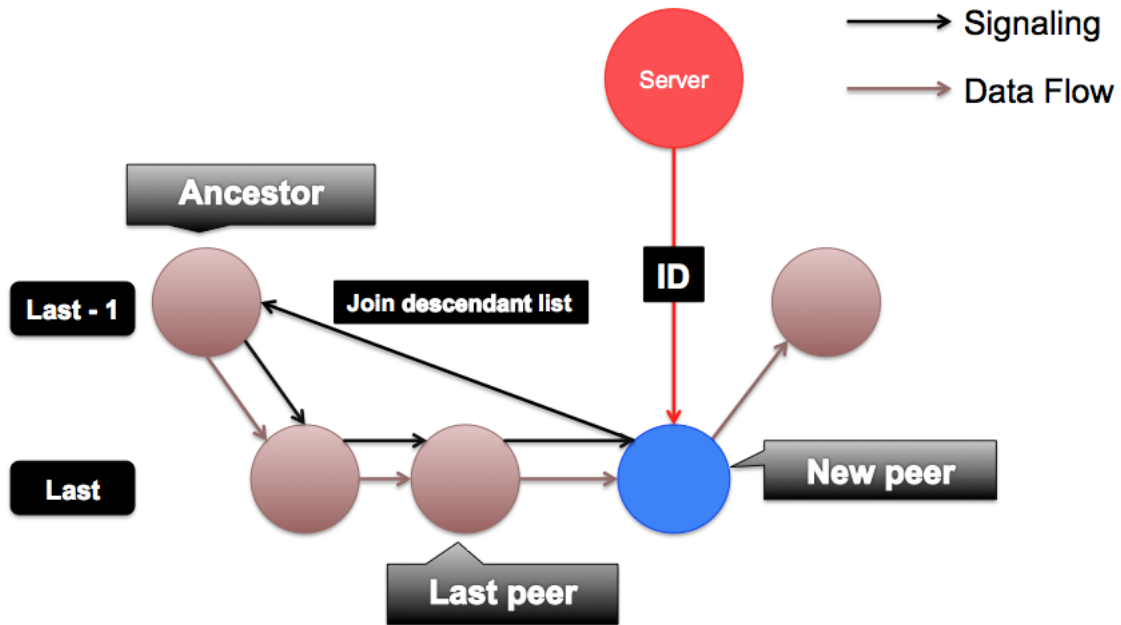 Signaling
Server
Data Flow
Ancestor
ID
Last - 1
Join descendant list
Last
New peer
Last peer